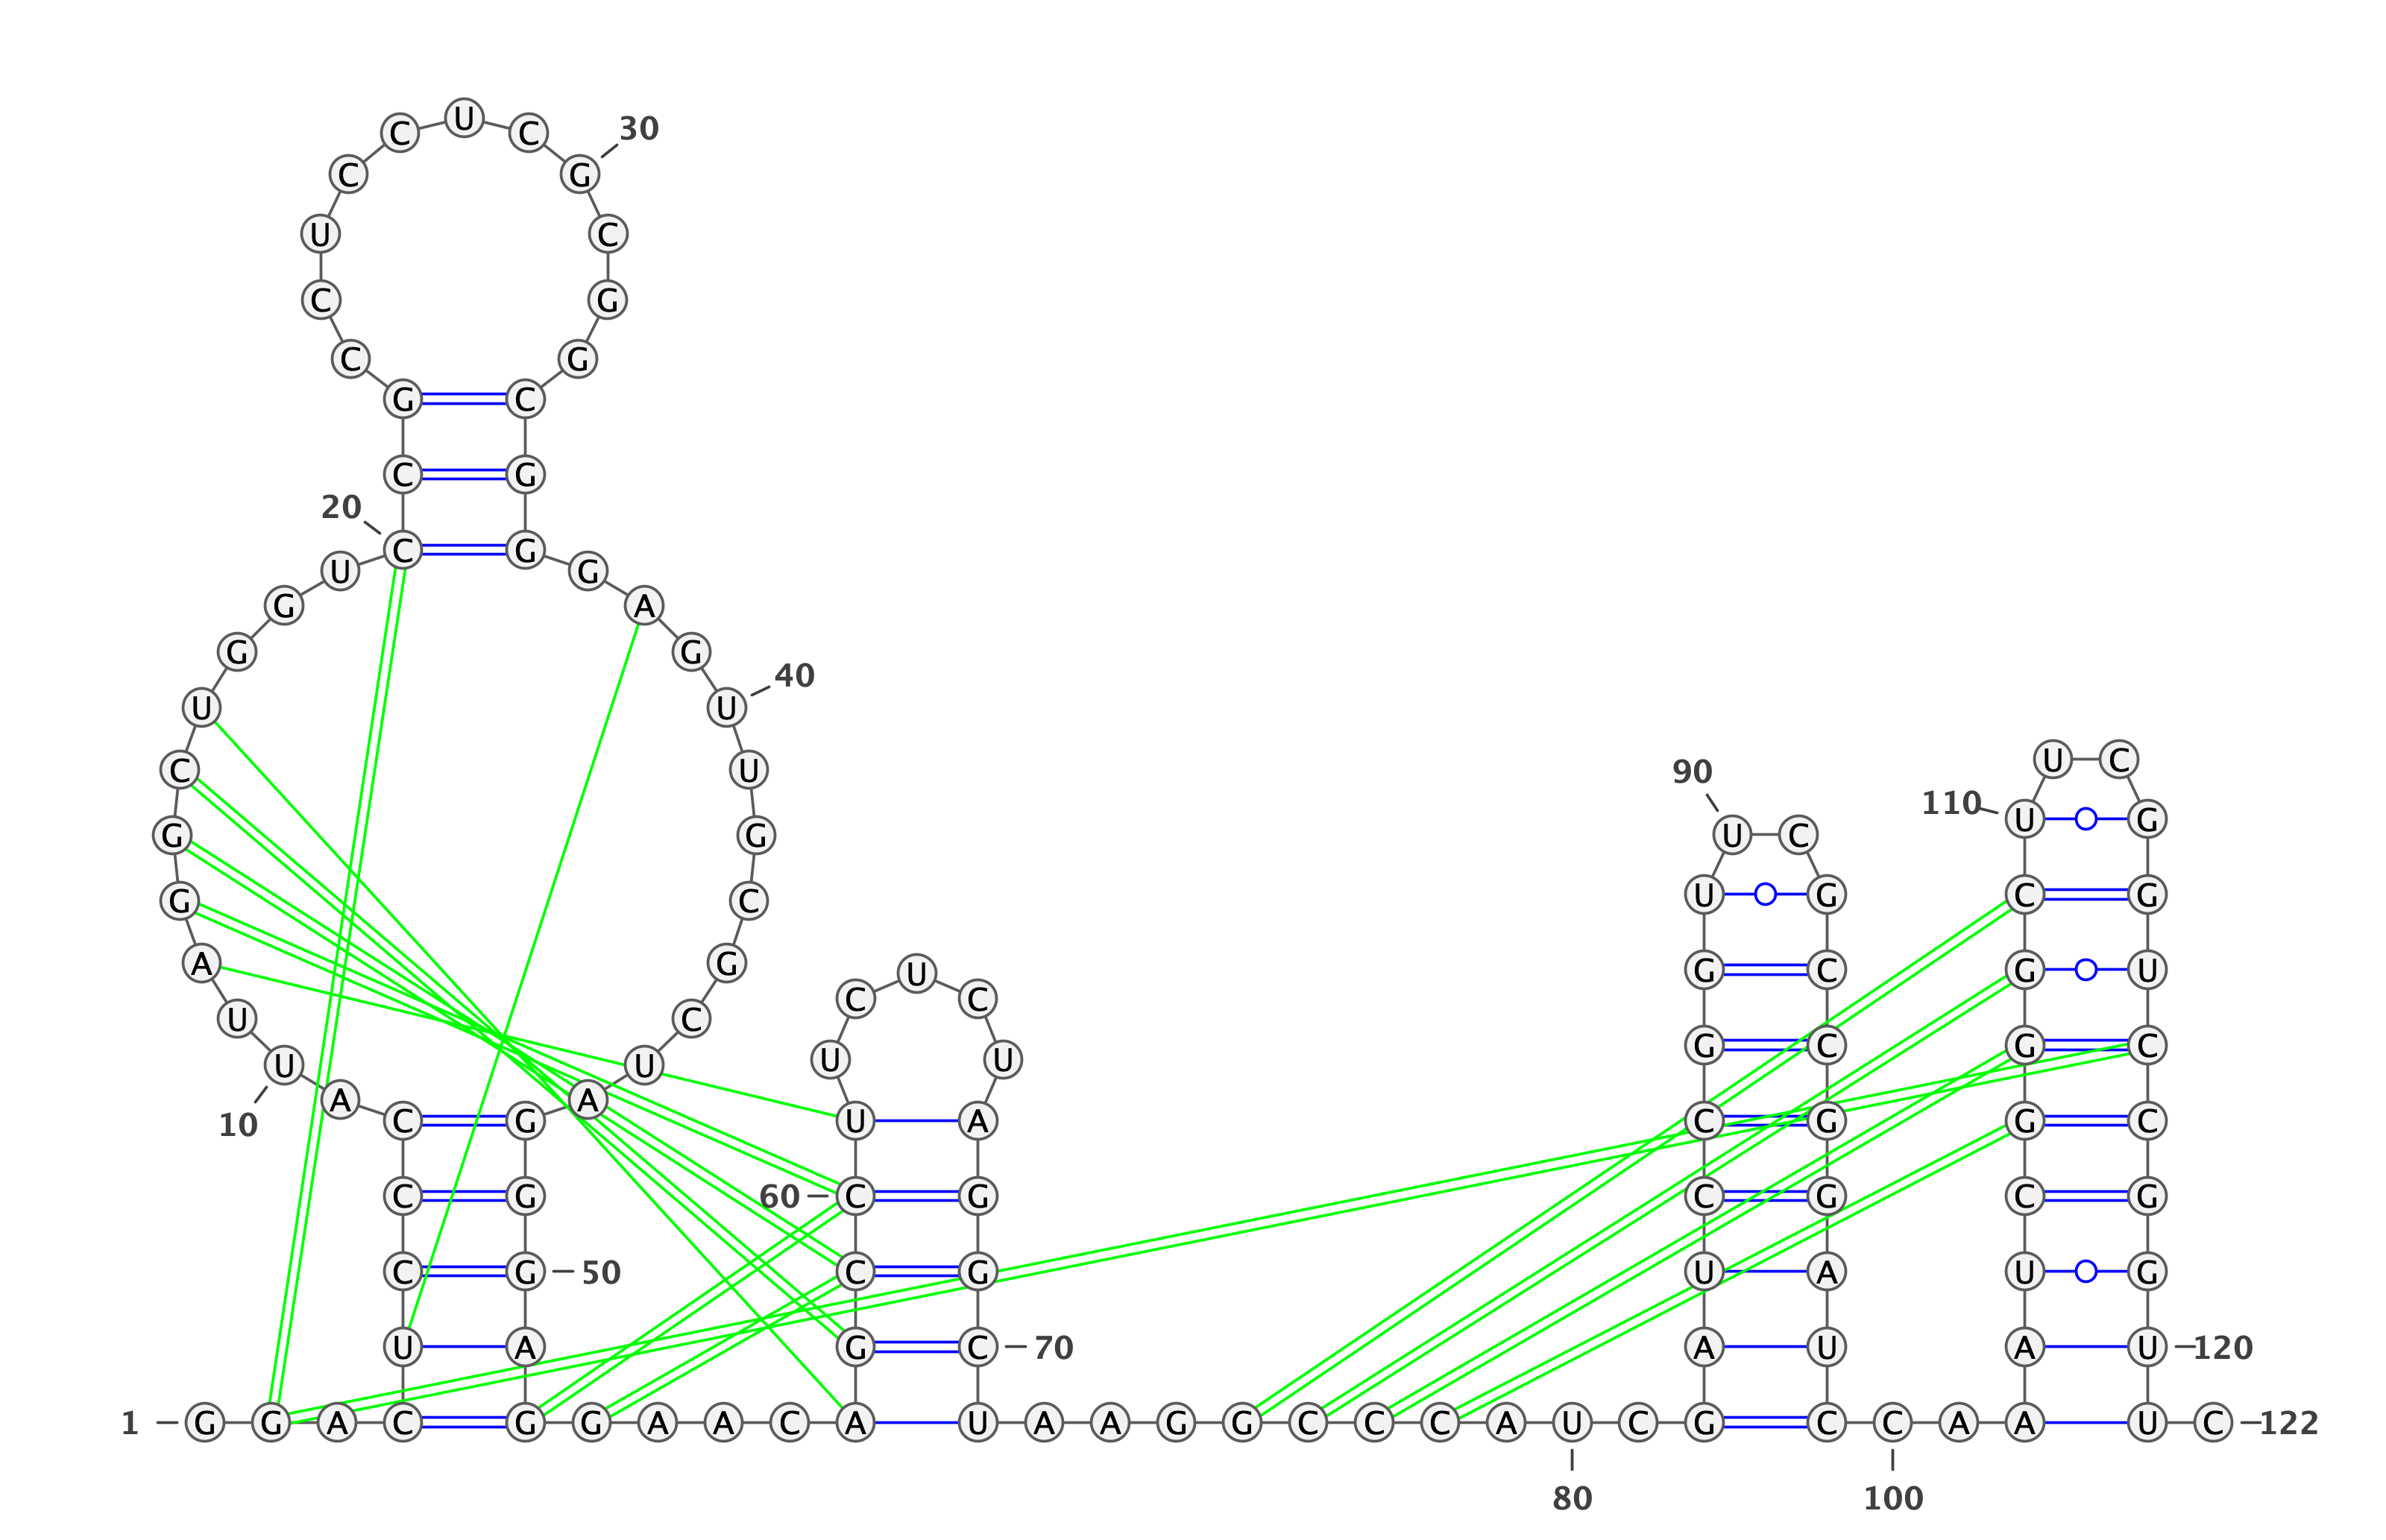 U
C C 30
C G
U C
C G
C G
G C
C G
20
C G
U G
G A
G G
40
U U
U C
C U
90
110 U G
G G U C
U G C G
G C
A G G C G U
U
C C
U C
G C G C
U U U U
A A
C G U A C G G C
10
C G 60 C G C G C G
C G 50 C G U A U G
U A G C 70 A U A U 120
1 G G A C G G A A C A U A A G G C C C A U C G C C A A U C 122
80 100